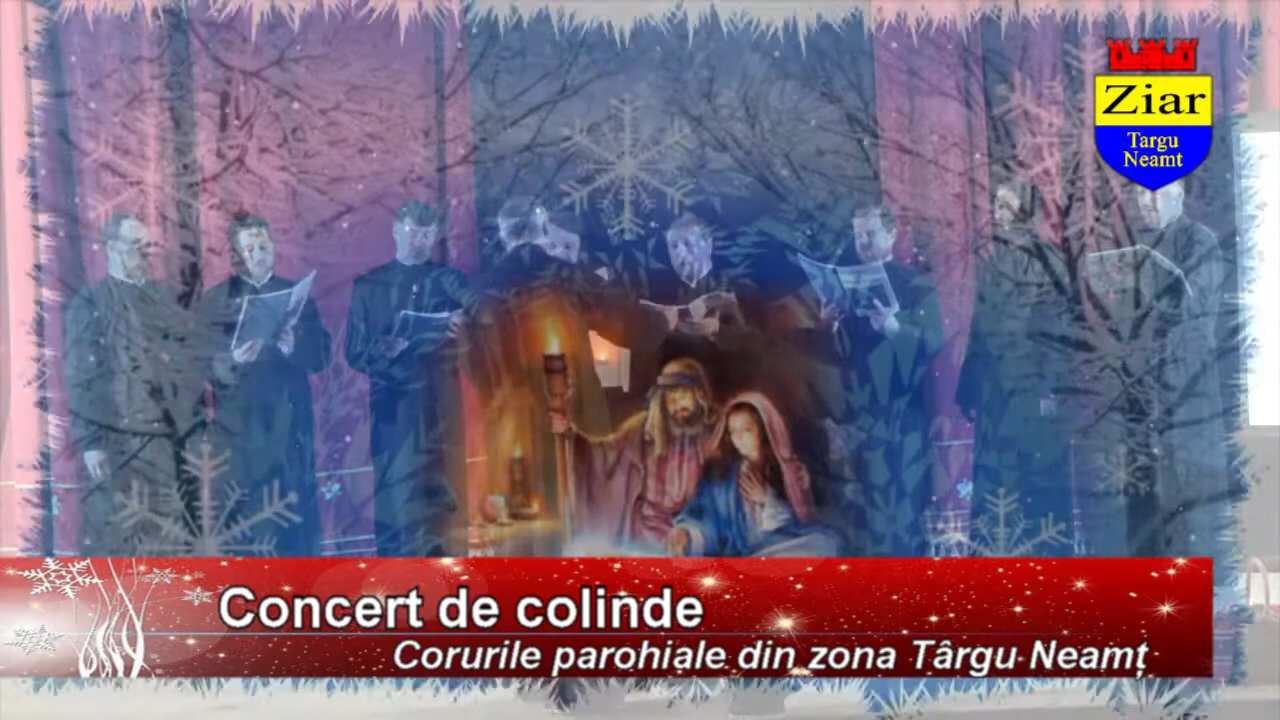 Ziar
Targu
Neamt
Concert de colinde
Corurile parohiale din zona Târgu Neamț